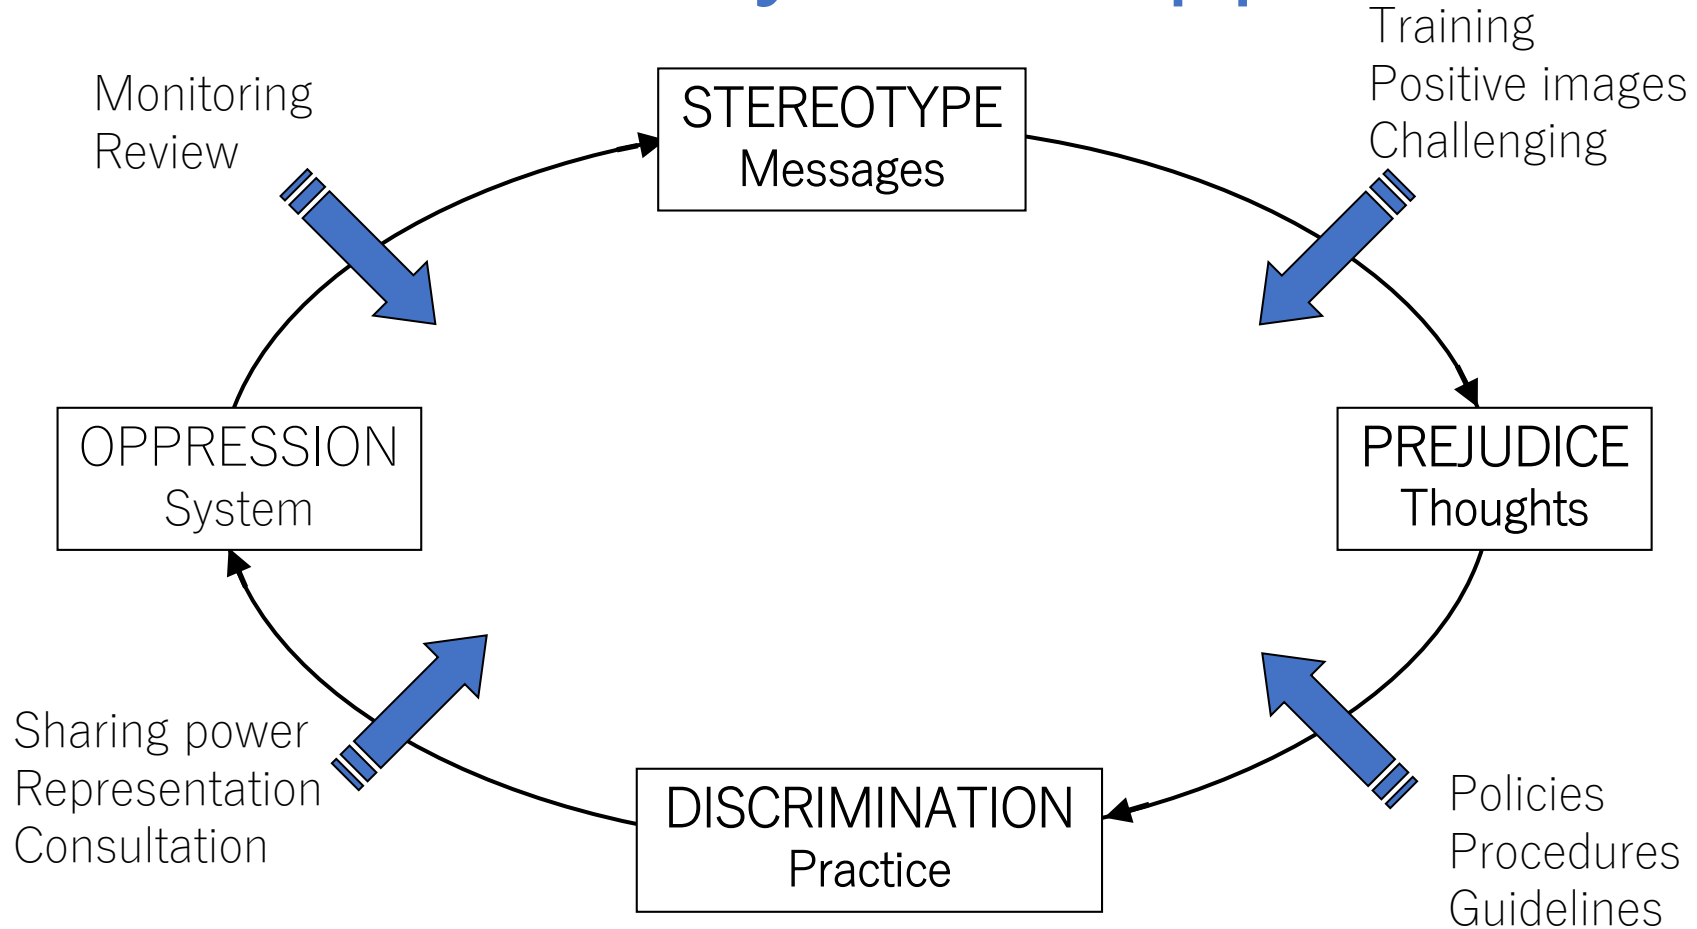 Training
Positive images
Challenging
Monitoring
Review
STEREOTYPE
Messages
OPPRESSION
System
PREJUDICE
Thoughts
Sharing power
Representation
Consultation
DISCRIMINATION
Practice
Policies
Procedures
Guidelines